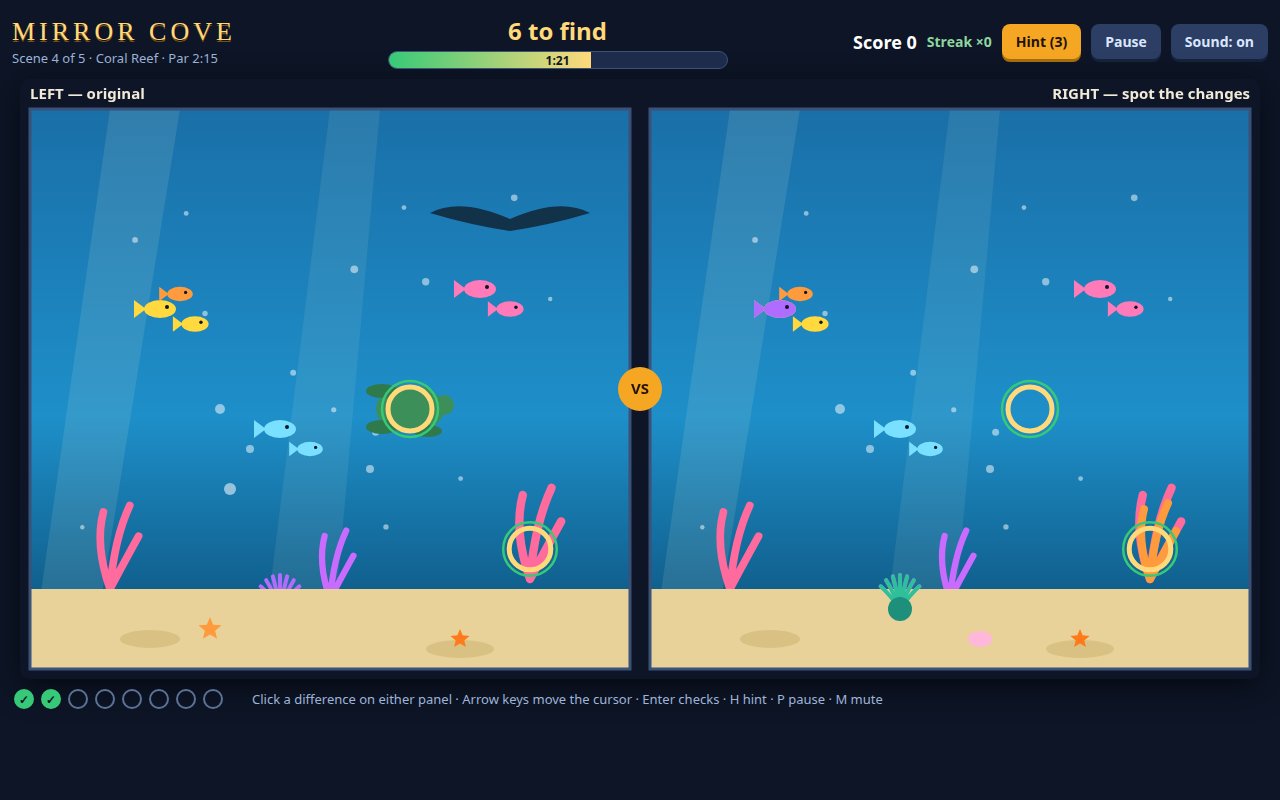 MIRROR COVE
Scene 4 of 5 · Coral Reef · Par 2:15
6 to find
1:21
Score 0 Streak ×0 Hint (3) Pause Sound: on
LEFT — original
RIGHT — spot the changes
VS
Click a difference on either panel · Arrow keys move the cursor · Enter checks · H hint · P pause · M mute